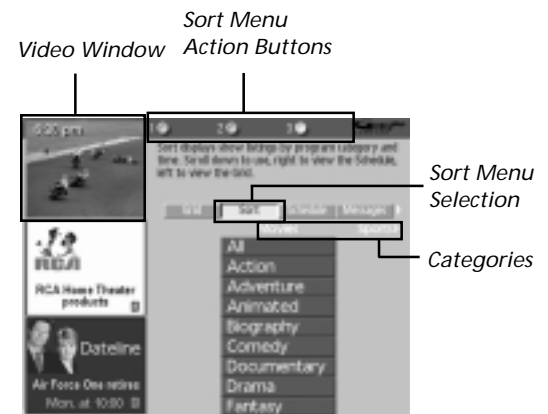 Sort Menu
Action Buttons
Video Window
6:20 pm
1
2
3
Sort displays show listings by program category and
time. Scroll down to use, right to view the Schedule,
left to view the Grid.
Grid
Sort
Schedule
Messages
Sort Menu
Selection
Movies
Sports
Categories
All
Action
Adventure
Animated
Biography
Comedy
Documentary
Drama
Fantasy
RCA
RCA Home Theater
products
Dateline
Air Force One retires
Mon. at 10:00